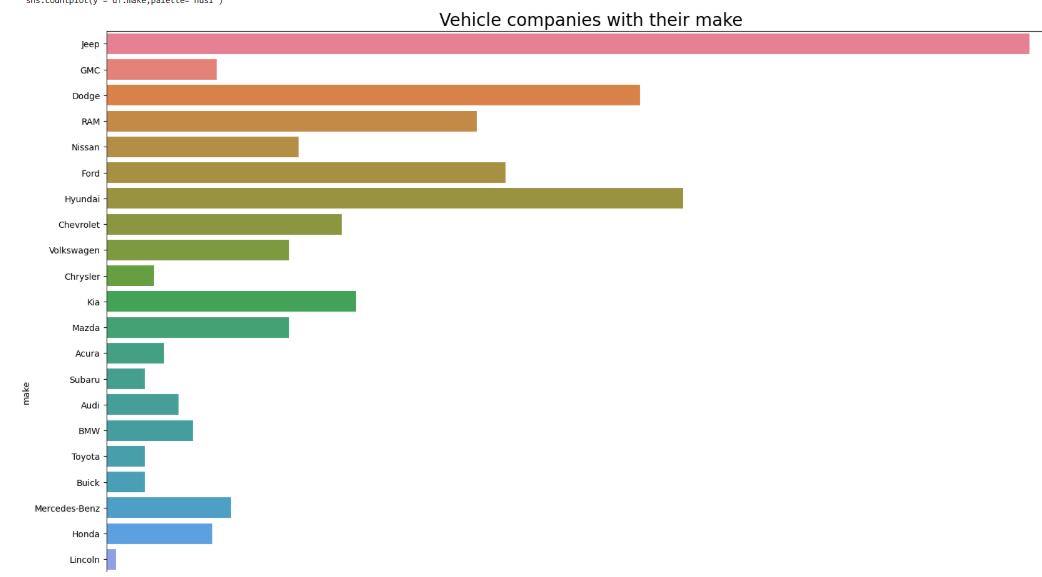 sns.countplot(y = df.make,palette='husl')
Vehicle companies with their make
Jeep
GMC
Dodge
RAM
Nissan
Ford
Hyundai
Chevrolet
Volkswagen
Chrysler
Kia
Mazda
Acura
Subaru
make
Audi
BMW
Toyota
Buick
Mercedes-Benz
Honda
Lincoln